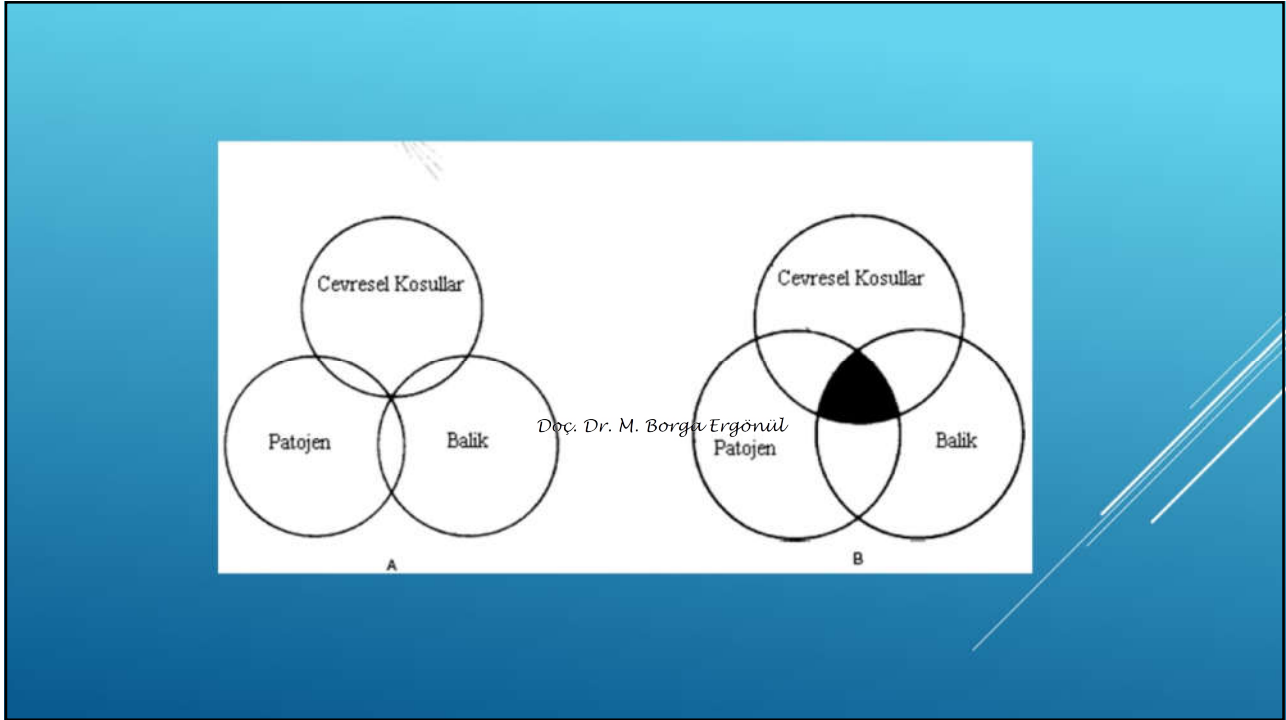 Cevresel Kosullar
Patojen
Balik
A
Doç. Dr. M. Borga Ergönül
Cevresel Kosullar
Patojen
Balik
B